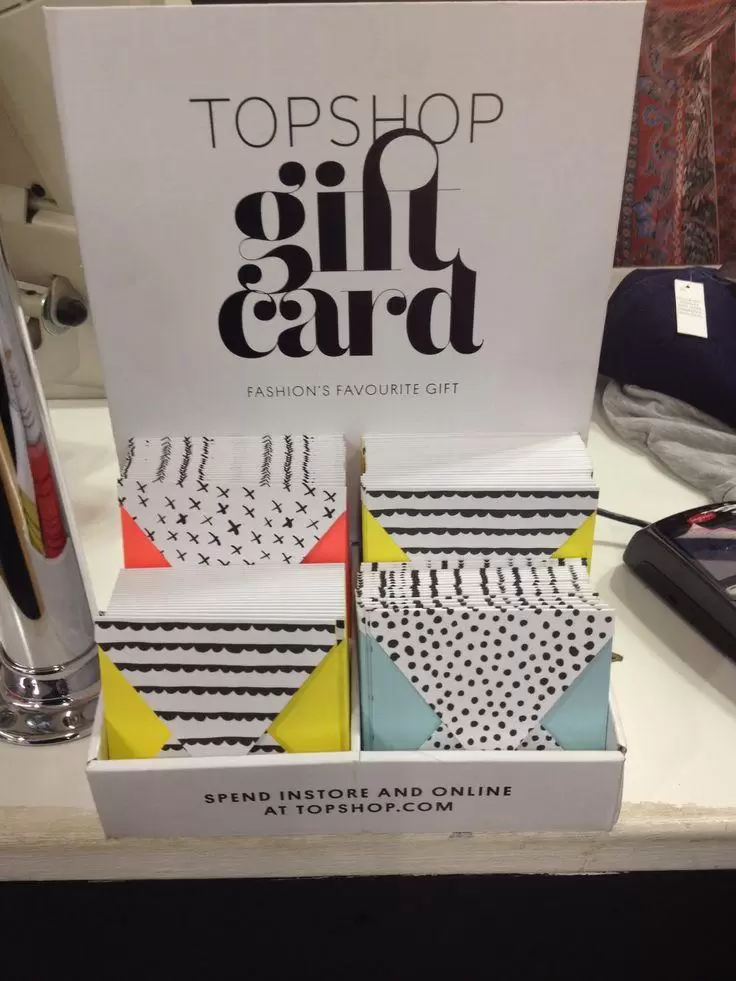 TOPSHOP
gift
card
FASHION'S FAVOURITE GIFT
SPEND INSTORE AND ONLINE
AT TOPSHOP.COM